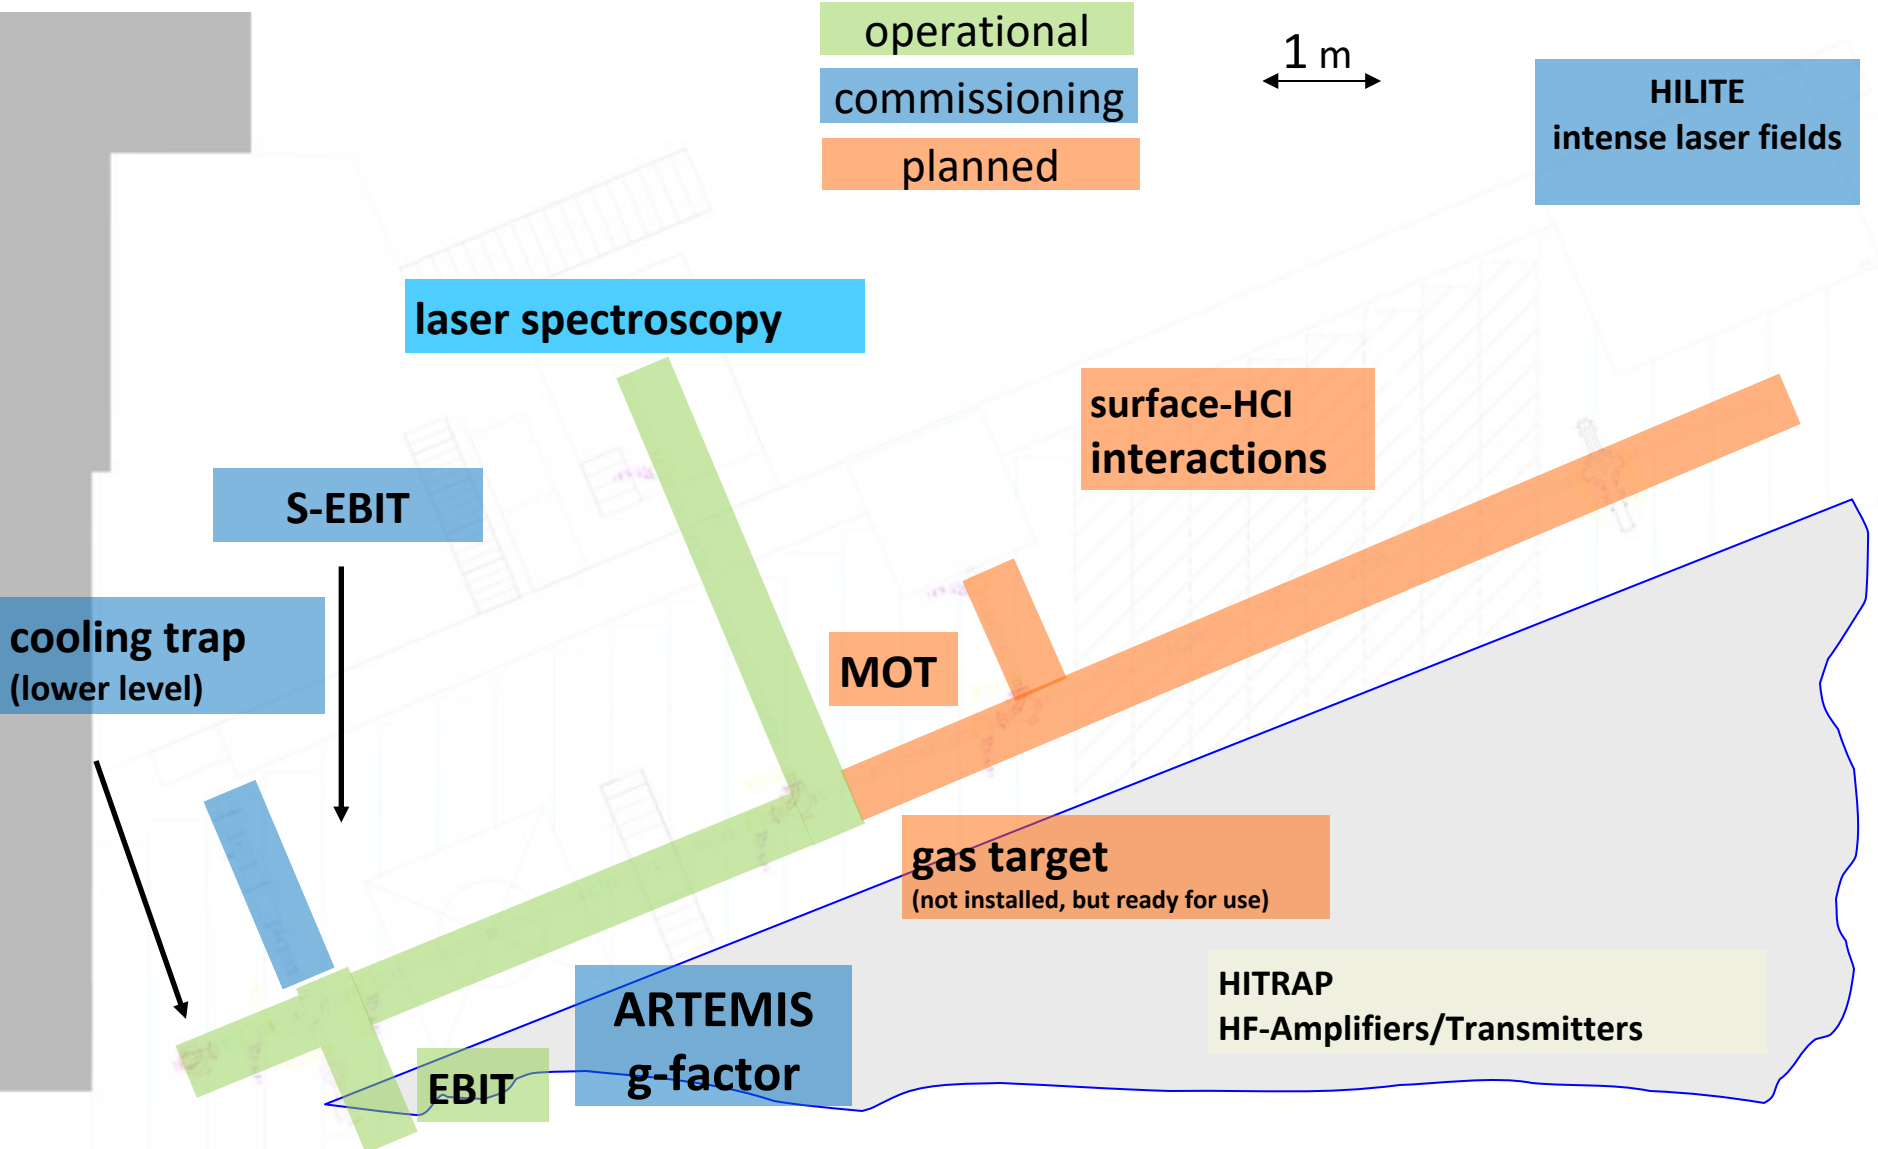 operational
commissioning
planned
1 m
HILITE
intense laser fields
laser spectroscopy
surface-HCI
interactions
S-EBIT
cooling trap
(lower level)
MOT
gas target
(not installed, but ready for use)
ARTEMIS
g-factor
HITRAP
HF-Amplifiers/Transmitters
EBIT